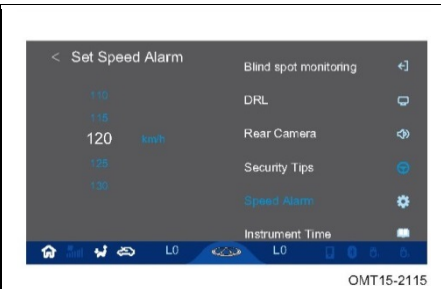 < Set Speed Alarm
110
115
120 km/h
125
130
Blind spot monitoring
DRL
Rear Camera
Security Tips
Speed Alarm
Instrument Time
L0 L0
OMT15-2115